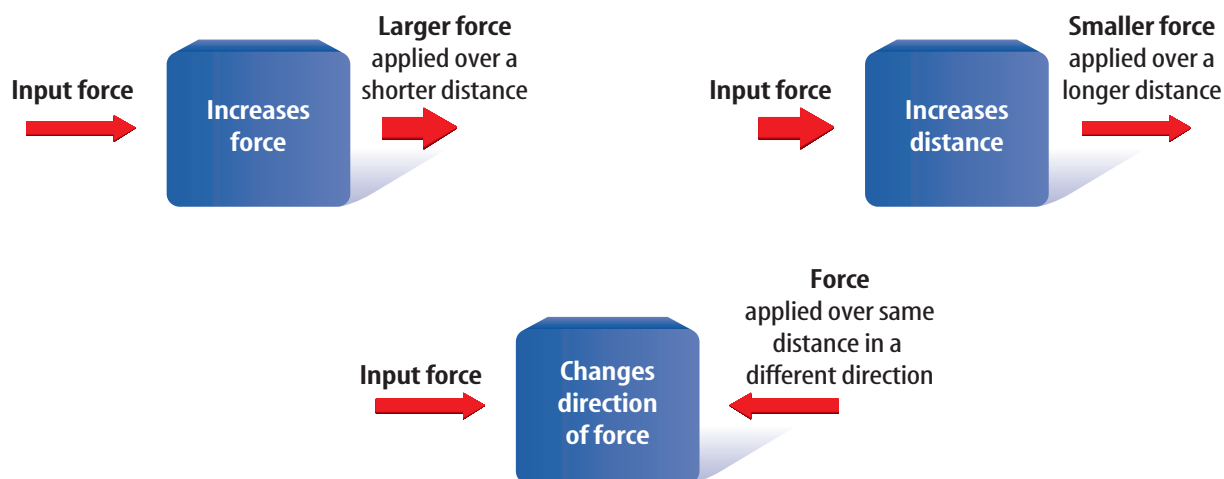 Input force
Increases
force
Larger force
applied over a
shorter distance
Input force
Increases
distance
Smaller force
applied over a
longer distance
Input force
Changes
direction
of force
Force
applied over same
distance in a
different direction